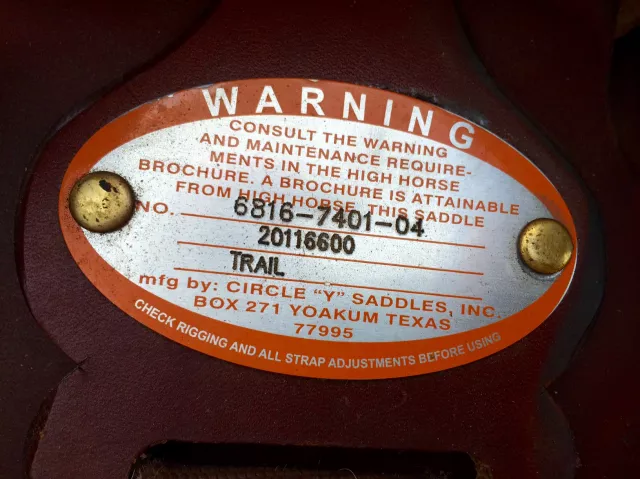 WARNING
CONSULT THE WARNING
AND MAINTENANCE REQUIRE-
MENTS IN THE HIGH HORSE
BROCHURE. A BROCHURE IS ATTAINABLE
FROM HIGH HORSE. THIS SADDLE
NO. 6816-7401-04
20116600
TRAIL
mfg by: CIRCLE "Y" SADDLES, INC.
BOX 271 YOAKUM TEXAS
77995
CHECK RIGGING AND ALL STRAP ADJUSTMENTS BEFORE USING